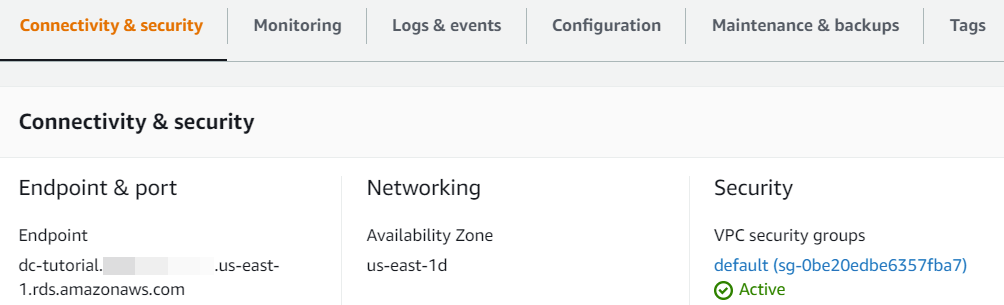 Connectivity & security
Monitoring
Logs & events
Configuration
Maintenance & backups
Tags
Connectivity & security
Endpoint & port
Endpoint
dc-tutorial. .us-east-
1.rds.amazonaws.com
Networking
Availability Zone
us-east-1d
Security
VPC security groups
default (sg-0be20edbe6357fba7)
Active